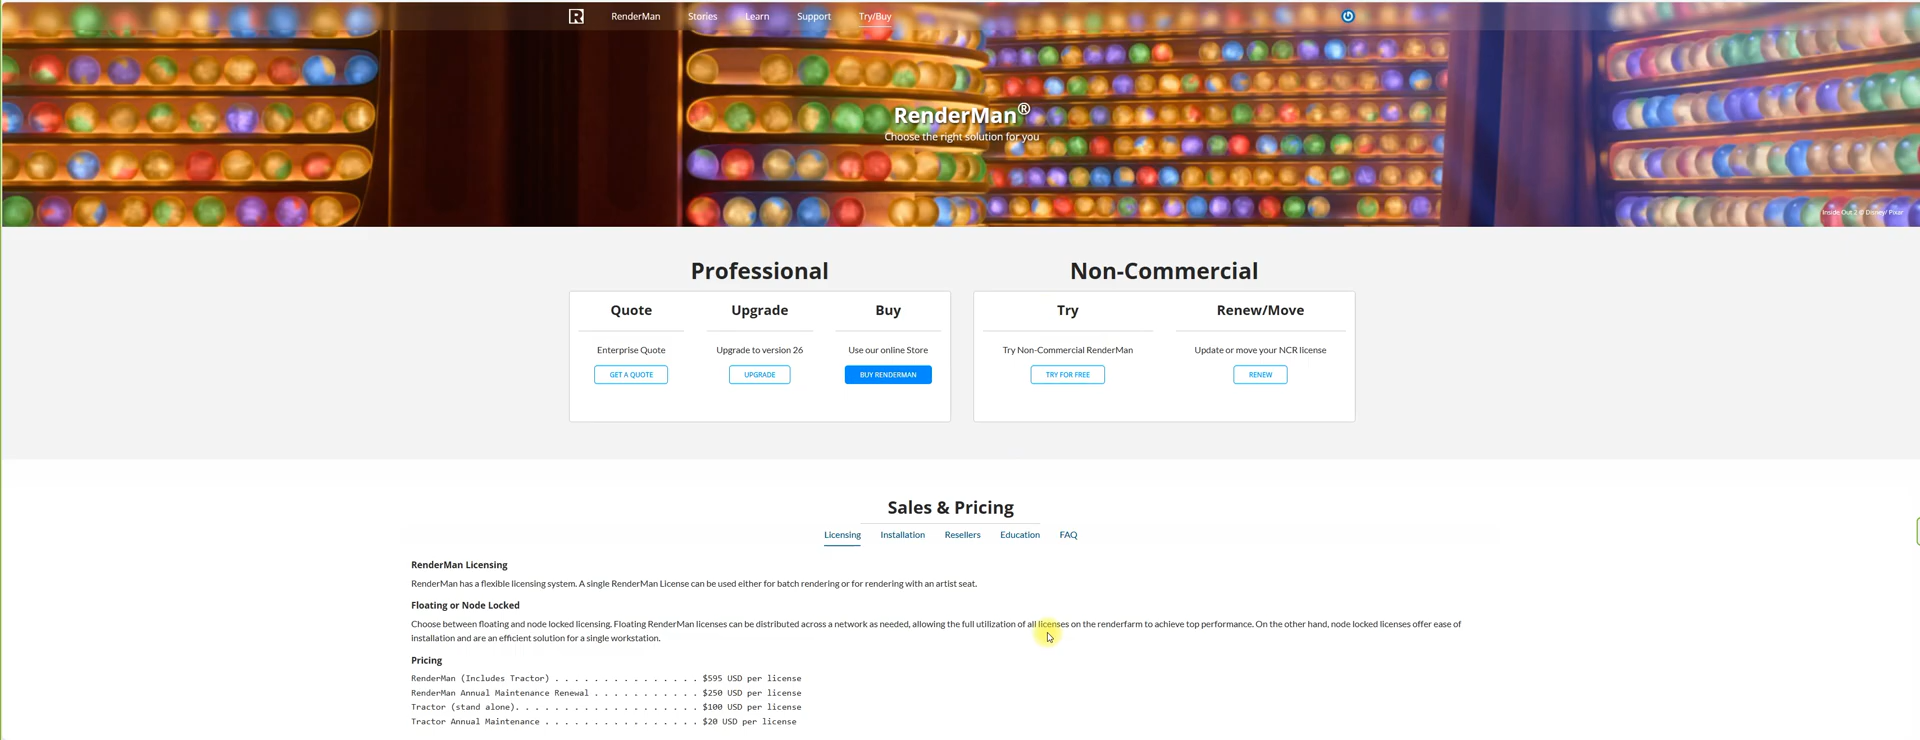 R RenderMan Stories Learn Support Try/Buy
RenderMan®
Choose the right solution for you
Inside Out 2 © Disney/ Pixar
Professional
Quote Upgrade Buy
Enterprise Quote Upgrade to version 26 Use our online Store
GET A QUOTE UPGRADE BUY RENDERMAN
Non-Commercial
Try Renew/Move
Try Non-Commercial RenderMan Update or move your NCR license
TRY FOR FREE RENEW
Sales & Pricing
Licensing Installation Resellers Education FAQ
RenderMan Licensing
RenderMan has a flexible licensing system. A single RenderMan License can be used either for batch rendering or for rendering with an artist seat.
Floating or Node Locked
Choose between floating and node locked licensing. Floating RenderMan licenses can be distributed across a network as needed, allowing the full utilization of all licenses on the renderfarm to achieve top performance. On the other hand, node locked licenses offer ease of
installation and are an efficient solution for a single workstation.
Pricing
RenderMan (Includes Tractor) . . . . . . . . . . . . . . . $595 USD per license
RenderMan Annual Maintenance Renewal . . . . . . . . . . . $250 USD per license
Tractor (stand alone). . . . . . . . . . . . . . . . . . . $100 USD per license
Tractor Annual Maintenance . . . . . . . . . . . . . . . . $20 USD per license